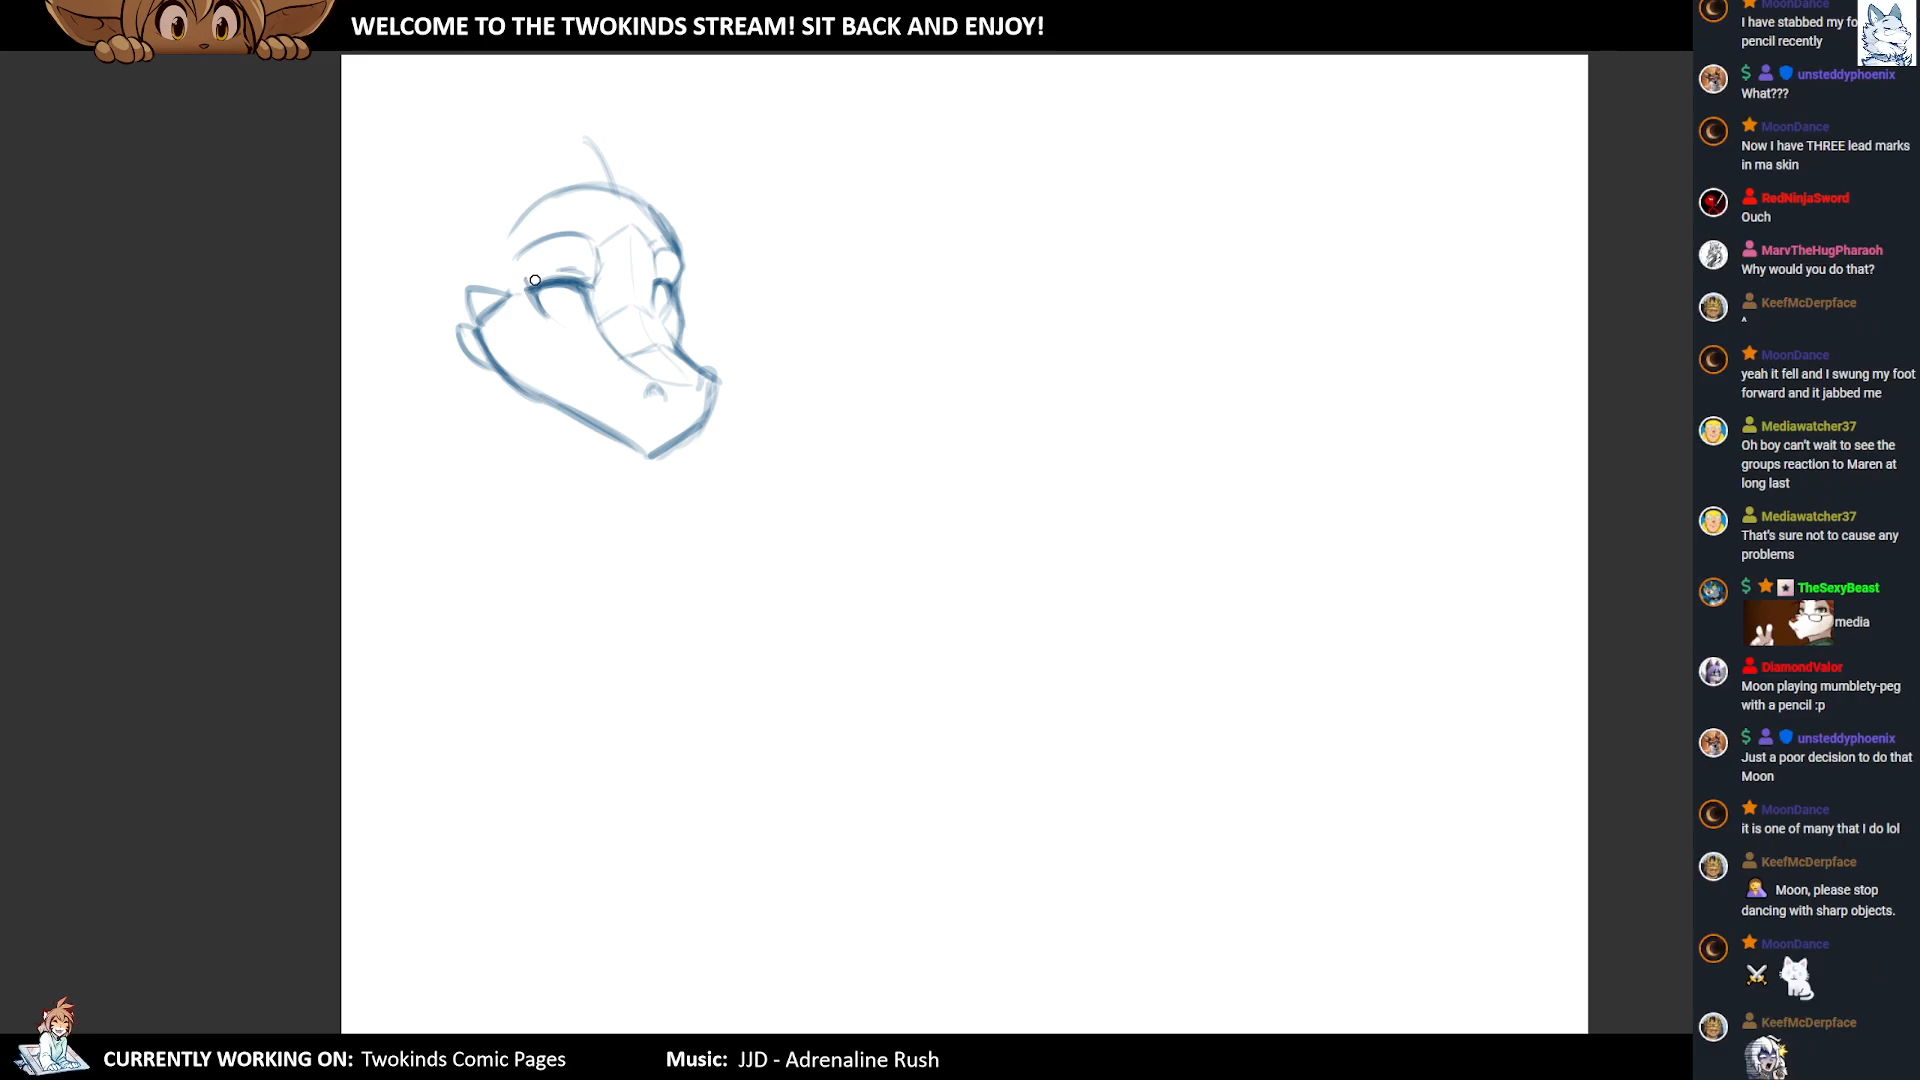 WELCOME TO THE TWOKINDS STREAM! SIT BACK AND ENJOY!
MoonDance
I have stabbed my fo
pencil recently
unsteddyphoenix
What???
MoonDance
Now I have THREE lead marks
in ma skin
RedNinjaSword
Ouch
MarvTheHugPharaoh
Why would you do that?
KeefMcDerpface
^
MoonDance
yeah it fell and I swung my foot
forward and it jabbed me
Mediawatcher37
Oh boy can't wait to see the
groups reaction to Maren at
long last
Mediawatcher37
That's sure not to cause any
problems
TheSexyBeast
media
DiamondValor
Moon playing mumblety-peg
with a pencil :p
unsteddyphoenix
Just a poor decision to do that
Moon
MoonDance
it is one of many that I do lol
KeefMcDerpface
Moon, please stop
dancing with sharp objects.
MoonDance
KeefMcDerpface
CURRENTLY WORKING ON: Twokinds Comic Pages
Music: JJD - Adrenaline Rush